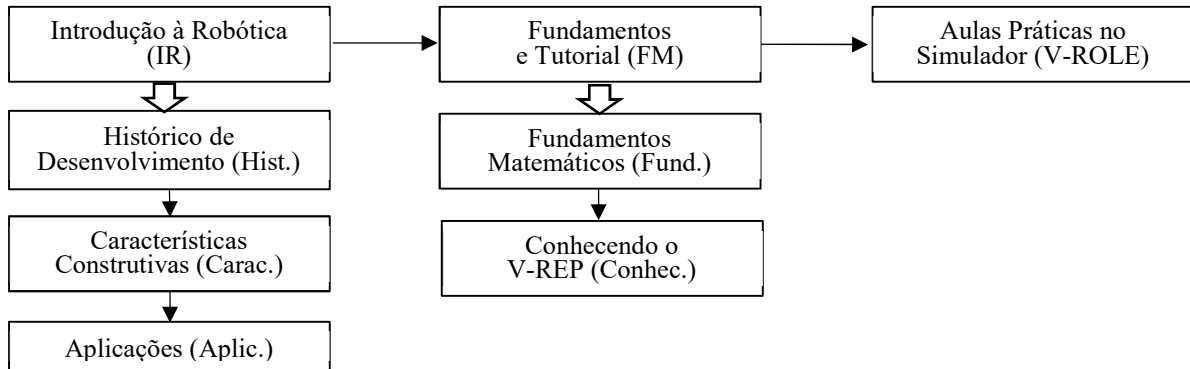 Introdução à Robótica
(IR)
Fundamentos
e Tutorial (FM)
Aulas Práticas no
Simulador (V-ROLE)
Histórico de
Desenvolvimento (Hist.)
Fundamentos
Matemáticos (Fund.)
Características
Construtivas (Carac.)
Conhecendo o
V-REP (Conhec.)
Aplicações (Aplic.)